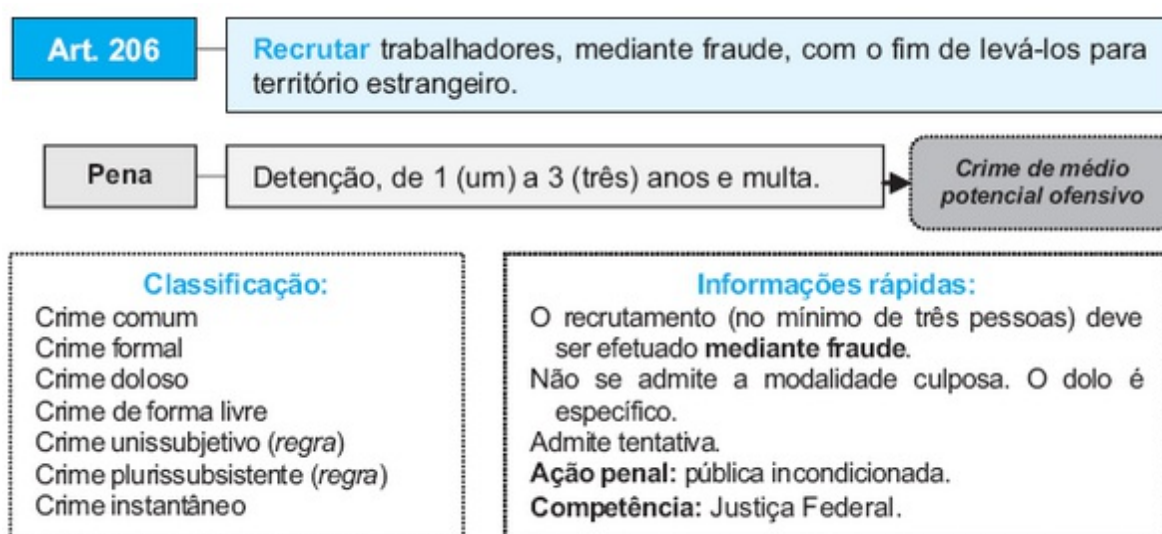 Art. 206
Recrutar trabalhadores, mediante fraude, com o fim de levá-los para
território estrangeiro.
Pena
Detenção, de 1 (um) a 3 (três) anos e multa.
Crime de médio
potencial ofensivo
Classificação:
Crime comum
Crime formal
Crime doloso
Crime de forma livre
Crime unissubjetivo (regra)
Crime plurissubsistente (regra)
Crime instantâneo
Informações rápidas:
O recrutamento (no mínimo de três pessoas) deve
ser efetuado mediante fraude.
Não se admite a modalidade culposa. O dolo é
específico.
Admite tentativa.
Ação penal: pública incondicionada.
Competência: Justiça Federal.